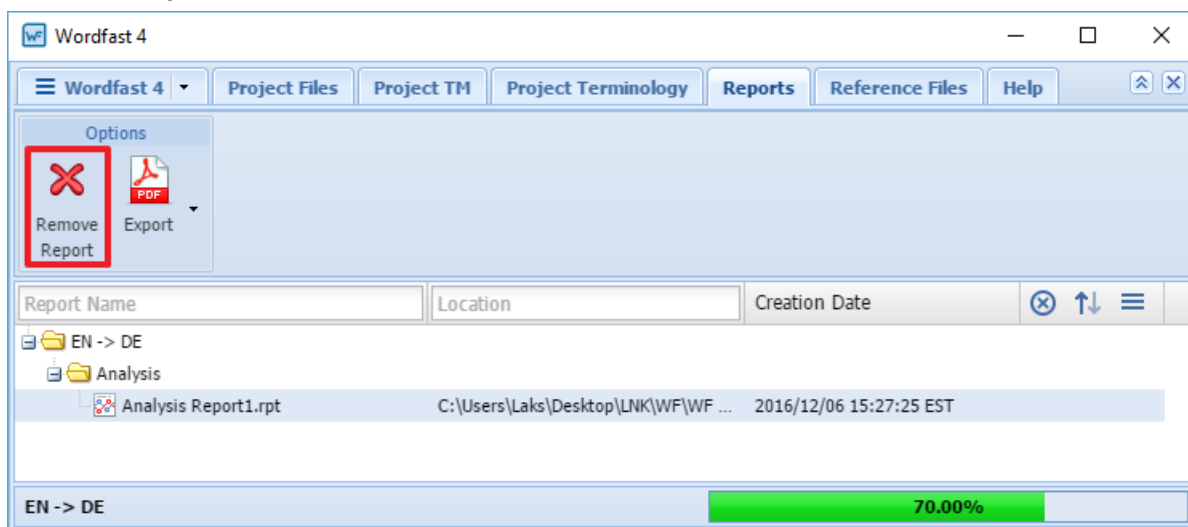 WF Wordfast 4
Wordfast 4 Project Files Project TM Project Terminology Reports Reference Files Help
Options
PDF
Remove Report Export
Report Name Location Creation Date
EN -> DE
Analysis
Analysis Report1.rpt C:\Users\Laks\Desktop\LNK\WF\WF ... 2016/12/06 15:27:25 EST
EN -> DE 70.00%